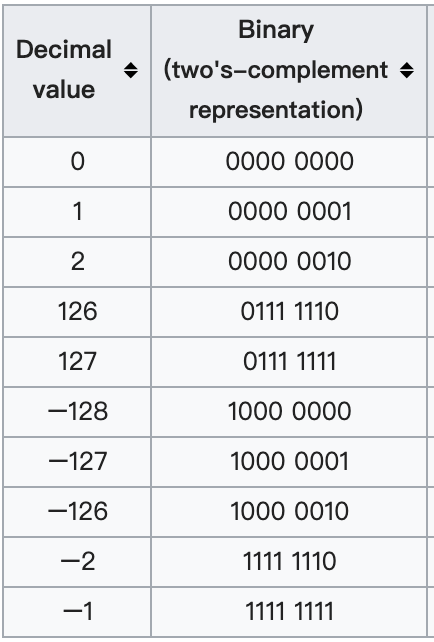 Decimal value
Binary (two's–complement representation)
0 0000 0000
1 0000 0001
2 0000 0010
126 0111 1110
127 0111 1111
−128 1000 0000
−127 1000 0001
−126 1000 0010
−2 1111 1110
−1 1111 1111